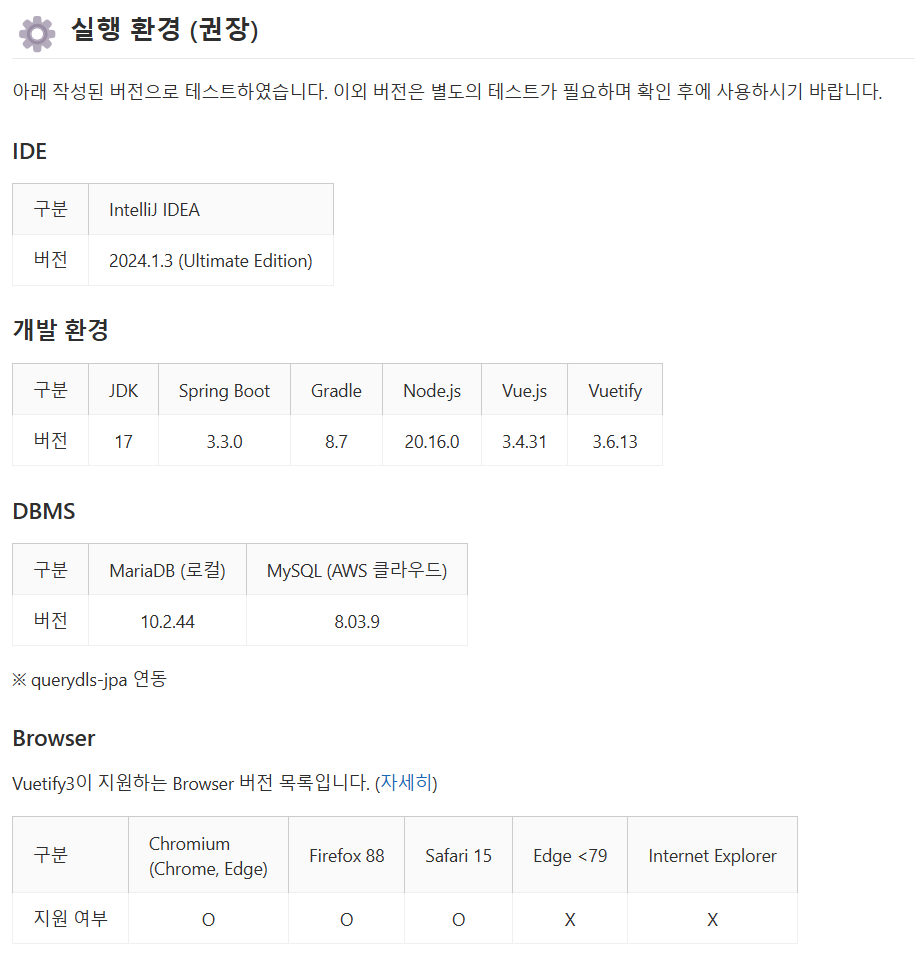 실행 환경 (권장)
아래 작성된 버전으로 테스트하였습니다. 이외 버전은 별도의 테스트가 필요하며 확인 후에 사용하시기 바랍니다.
IDE
구분 IntelliJ IDEA
버전 2024.1.3 (Ultimate Edition)
개발 환경
구분 JDK Spring Boot Gradle Node.js Vue.js Vuetify
버전 17 3.3.0 8.7 20.16.0 3.4.31 3.6.13
DBMS
구분 MariaDB (로컬) MySQL (AWS 클라우드)
버전 10.2.44 8.03.9
※ querydls-jpa 연동
Browser
Vuetify3이 지원하는 Browser 버전 목록입니다. (자세히)
구분 Chromium (Chrome, Edge) Firefox 88 Safari 15 Edge <79 Internet Explorer
지원 여부 O O O X X